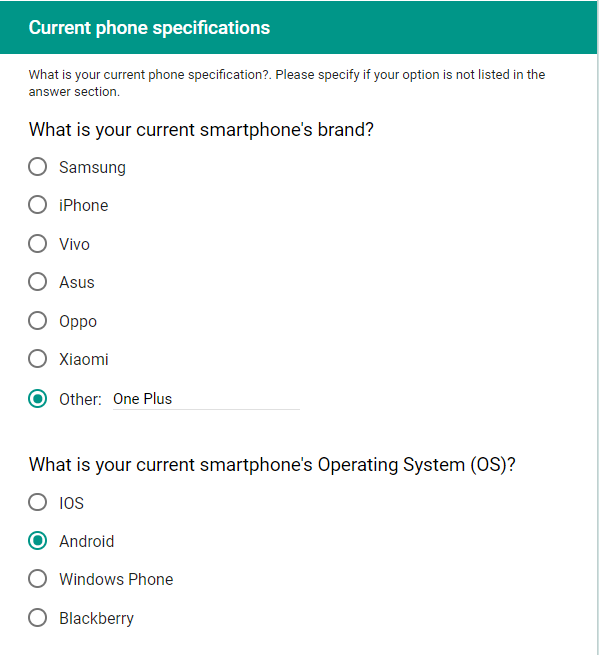 Current phone specifications
What is your current phone specification?. Please specify if your option is not listed in the
answer section.
What is your current smartphone's brand?
Samsung
iPhone
Vivo
Asus
Oppo
Xiaomi
Other: One Plus
What is your current smartphone's Operating System (OS)?
IOS
Android
Windows Phone
Blackberry